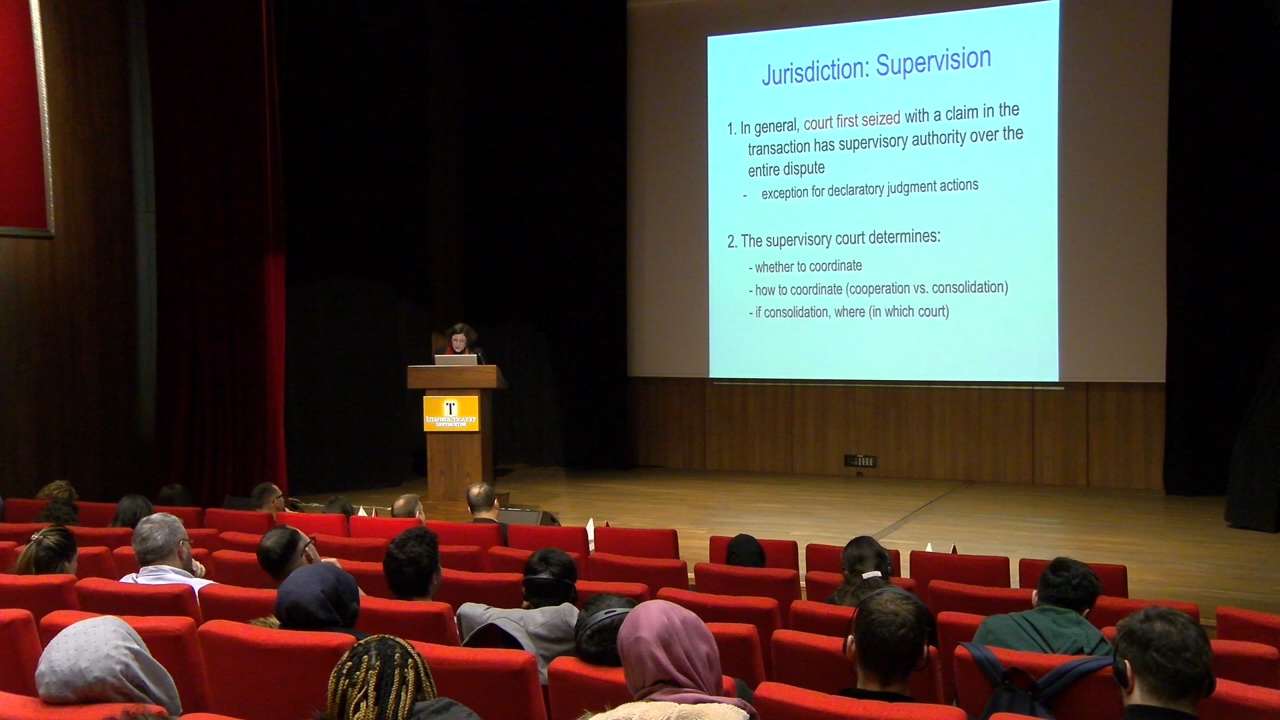 Jurisdiction: Supervision
1. In general, court first seized with a claim in the
transaction has supervisory authority over the
entire dispute
- exception for declaratory judgment actions
2. The supervisory court determines:
- whether to coordinate
- how to coordinate (cooperation vs. consolidation)
- if consolidation, where (in which court)